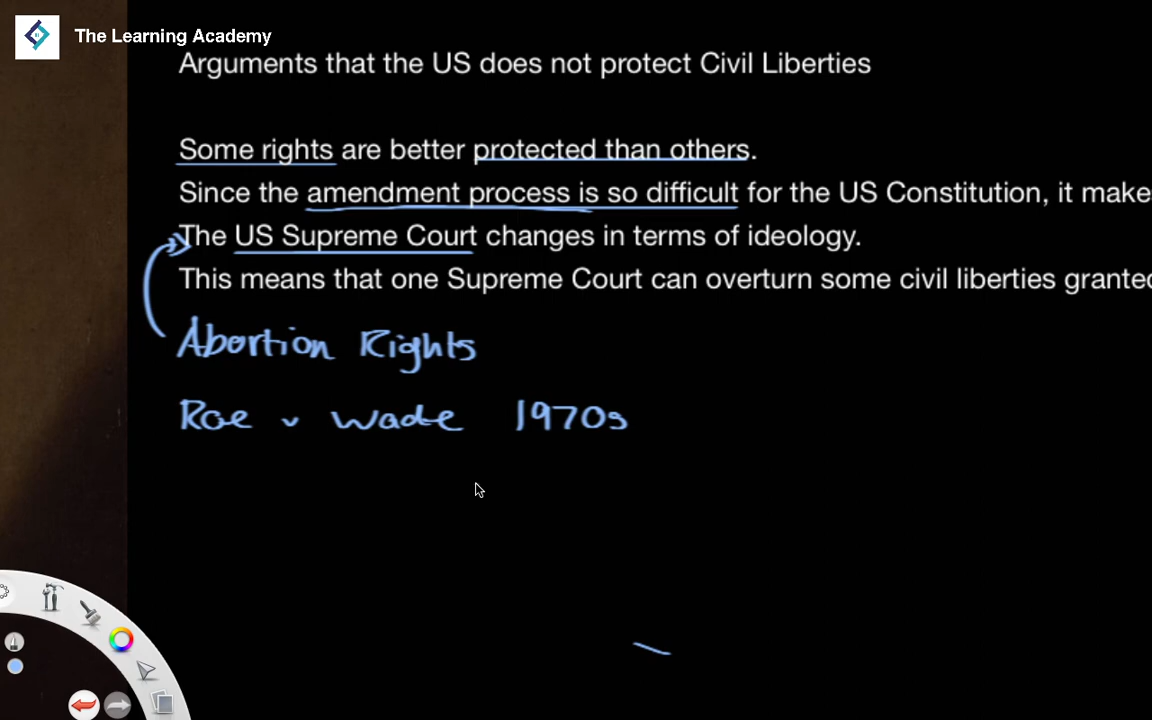 The Learning Academy
Arguments that the US does not protect Civil Liberties
Some rights are better protected than others.
Since the amendment process is so difficult for the US Constitution, it make
The US Supreme Court changes in terms of ideology.
This means that one Supreme Court can overturn some civil liberties granted
Abortion Rights
Roe v Wade 1970s